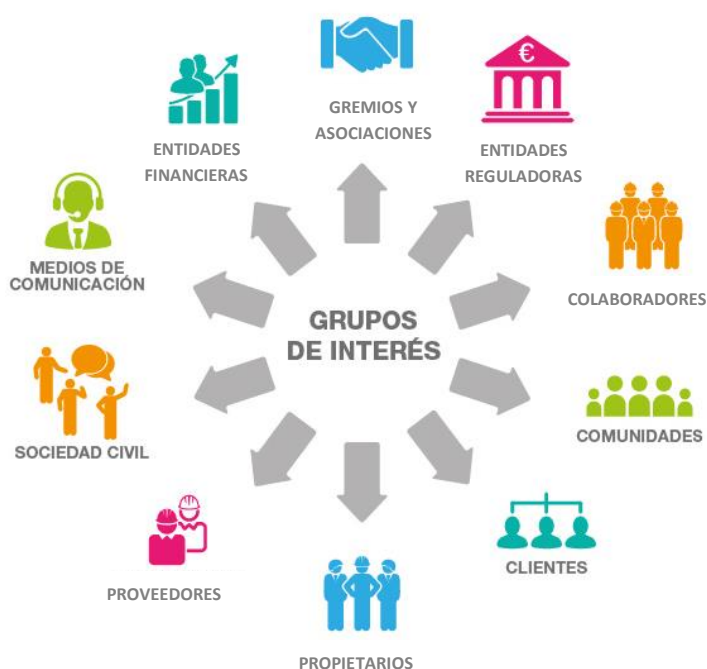 €
GREMIOS Y
ASOCIACIONES
ENTIDADES
FINANCIERAS
ENTIDADES
REGULADORAS
MEDIOS DE
COMUNICACIÓN
COLABORADORES
GRUPOS
DE INTERÉS
SOCIEDAD CIVIL
COMUNIDADES
CLIENTES
PROVEEDORES
PROPIETARIOS